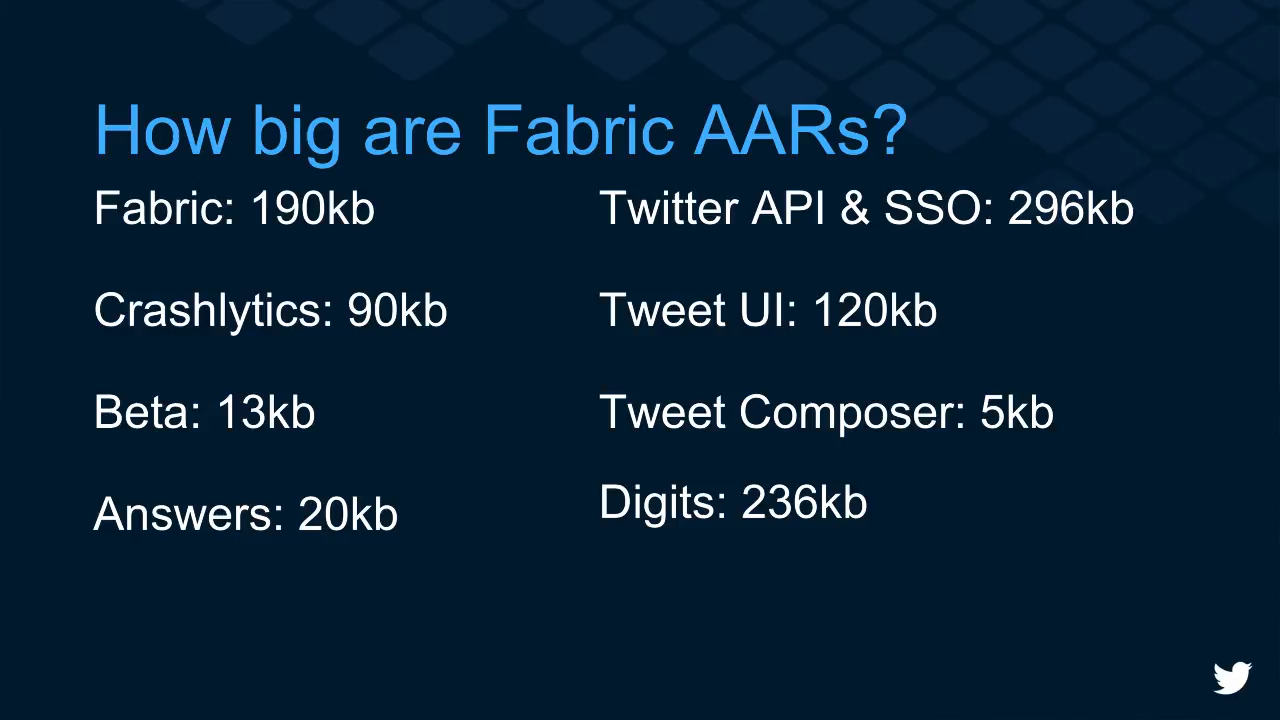 How big are Fabric AARs?
Fabric: 190kb
Crashlytics: 90kb
Beta: 13kb
Answers: 20kb
Twitter API & SSO: 296kb
Tweet UI: 120kb
Tweet Composer: 5kb
Digits: 236kb